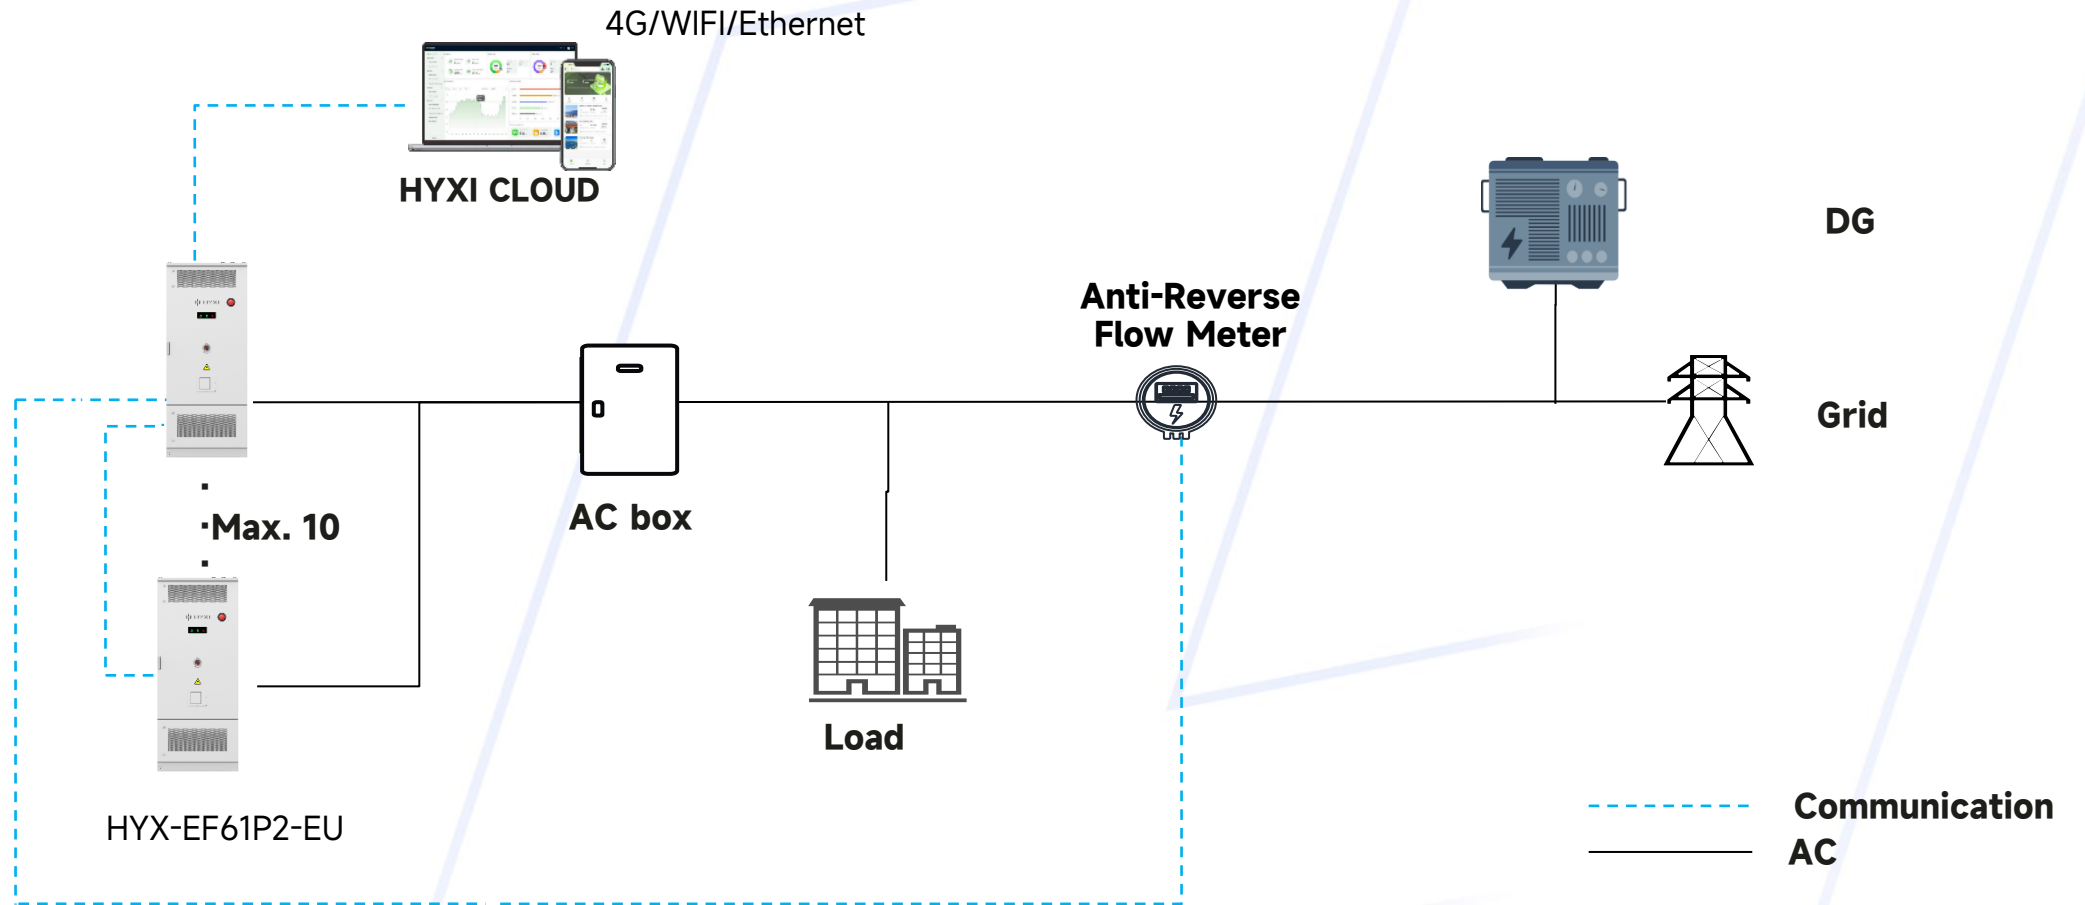 4G/WIFI/Ethernet
HYXI CLOUD
DG
Anti-Reverse
Flow Meter
Grid
Max. 10
AC box
Load
HYX-EF61P2-EU
Communication
AC